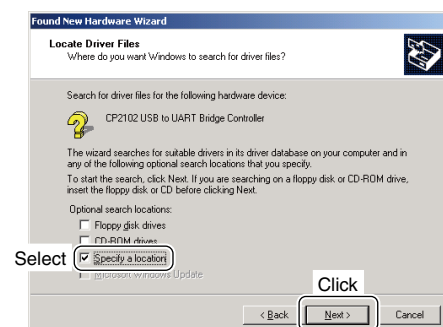 Found New Hardware Wizard
Locate Driver Files
Where do you want Windows to search for driver files?
Search for driver files for the following hardware device:
CP2102 USB to UART Bridge Controller
The wizard searches for suitable drivers in its driver database on your computer and in
any of the following optional search locations that you specify.
To start the search, click Next. If you are searching on a floppy disk or CD-ROM drive,
insert the floppy disk or CD before clicking Next.
Optional search locations:
Floppy disk drives
CD-ROM drives
Select
Specify a location
Microsoft Windows Update
Click
< Back
Next >
Cancel